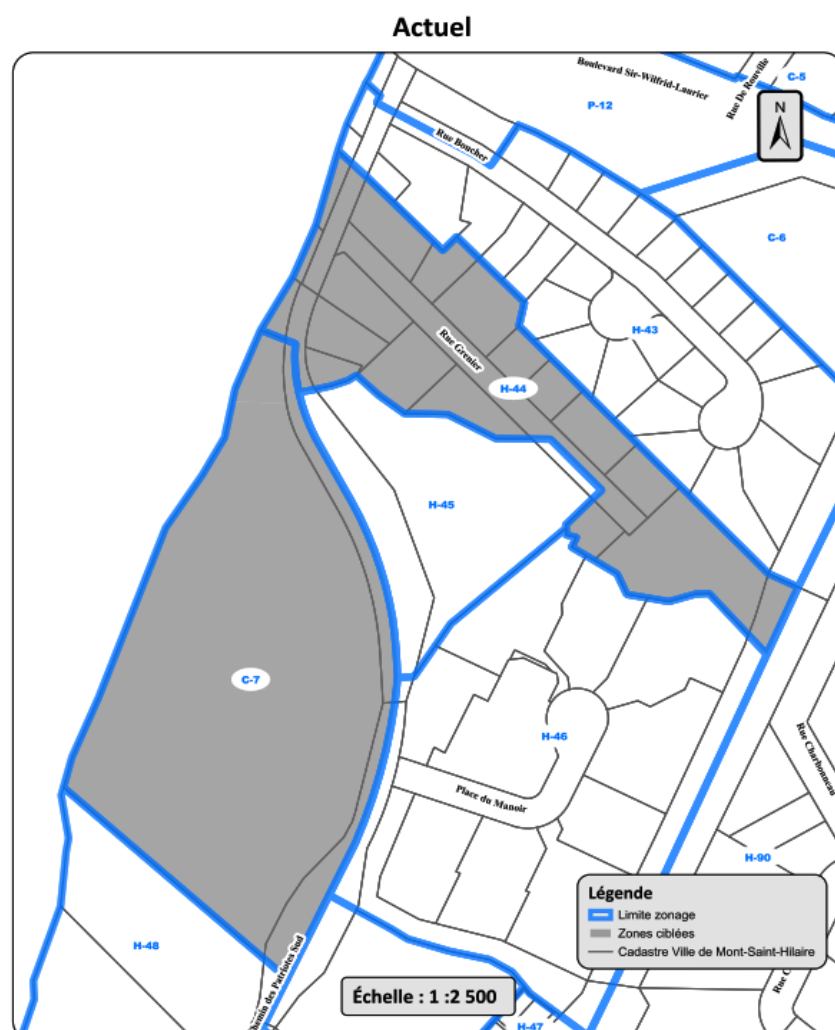 Actuel
Boulevard Sir-Wilfrid-Laurier
Rue De Rouville
C-5
P-12
N
Rue Boucher
C-6
H-43
Rue Grenier
H-44
H-45
C-7
H-46
Rue Charbonneau
Place du Manoir
H-90
Légende
Limite zonage
Zones ciblées
Cadastre Ville de Mont-Saint-Hilaire
H-48
Chemin des Patriotes Sud
Échelle : 1 :2 500
Rue
H-47